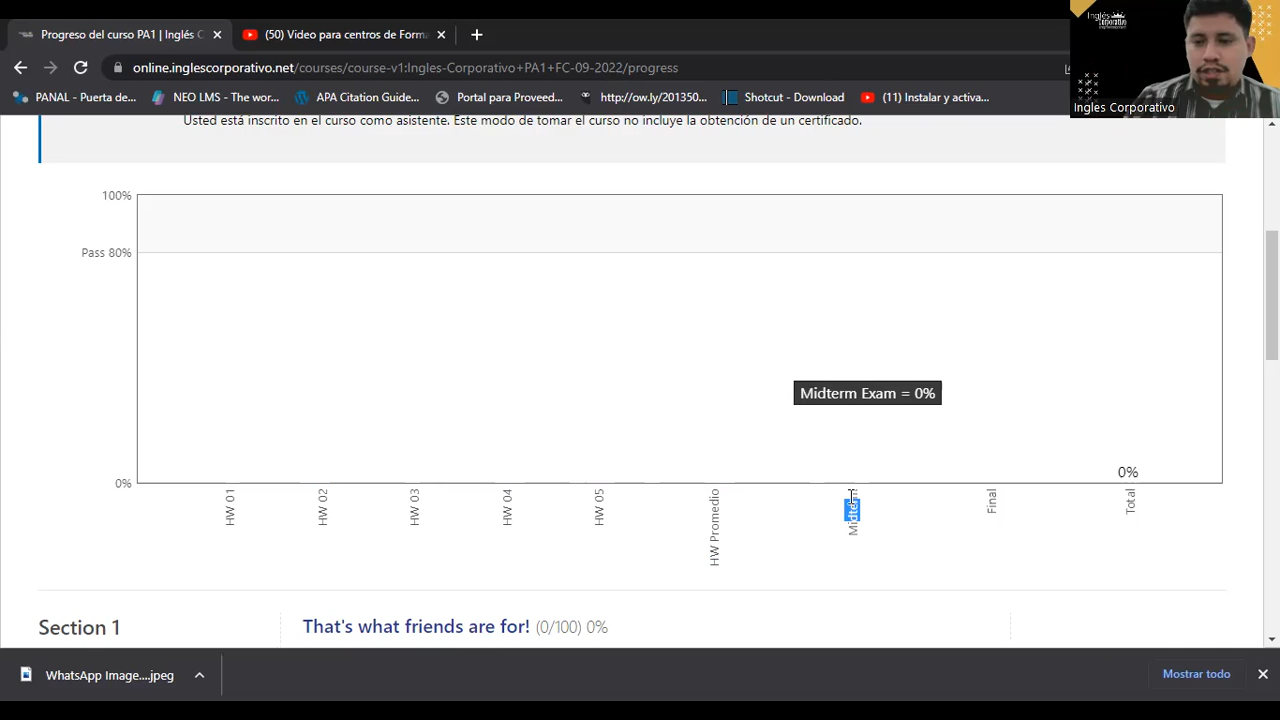 Progreso del curso PA1 | Inglés C
(50) Video para centros de Forma
online.inglescorporativo.net/courses/course-v1:Ingles-Corporativo+PA1+FC-09-2022/progress
PANAL - Puerta de...
NEO LMS - The wor...
APA Citation Guide...
Portal para Proveed...
http://ow.ly/201350...
Shotcut - Download
(11) Instalar y activa...
Inglés
Corporativo
Ingles Corporativo
Usted está inscrito en el curso como asistente. Este modo de tomar el curso no incluye la obtención de un certificado.
100%
Pass 80%
Midterm Exam = 0%
0%
0%
HW 01
HW 02
HW 03
HW 04
HW 05
HW Promedio
Midterm
Final
Total
Section 1
That's what friends are for! (0/100) 0%
WhatsApp Image....jpeg
Mostrar todo